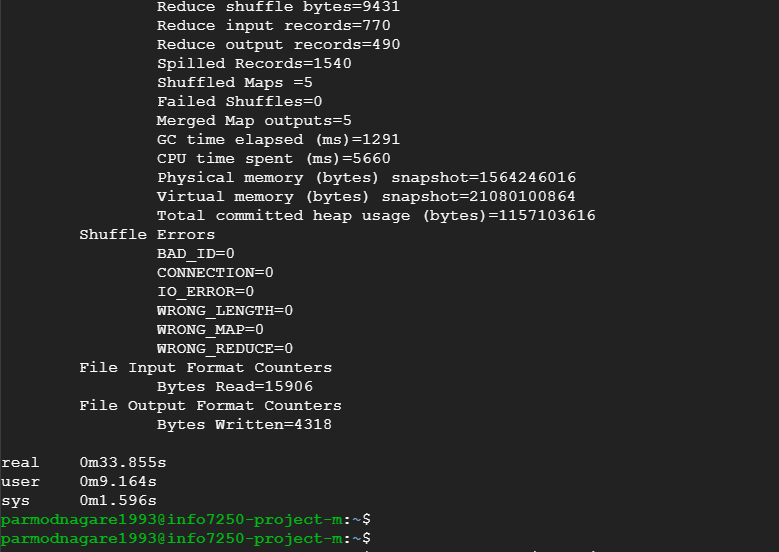 Reduce shuffle bytes=9431
Reduce input records=770
Reduce output records=490
Spilled Records=1540
Shuffled Maps =5
Failed Shuffles=0
Merged Map outputs=5
GC time elapsed (ms)=1291
CPU time spent (ms)=5660
Physical memory (bytes) snapshot=1564246016
Virtual memory (bytes) snapshot=21080100864
Total committed heap usage (bytes)=1157103616
Shuffle Errors
BAD_ID=0
CONNECTION=0
IO_ERROR=0
WRONG_LENGTH=0
WRONG_MAP=0
WRONG_REDUCE=0
File Input Format Counters
Bytes Read=15906
File Output Format Counters
Bytes Written=4318
real 0m33.855s
user 0m9.164s
sys 0m1.596s
parmodnagare1993@info7250-project-m:~$
parmodnagare1993@info7250-project-m:~$